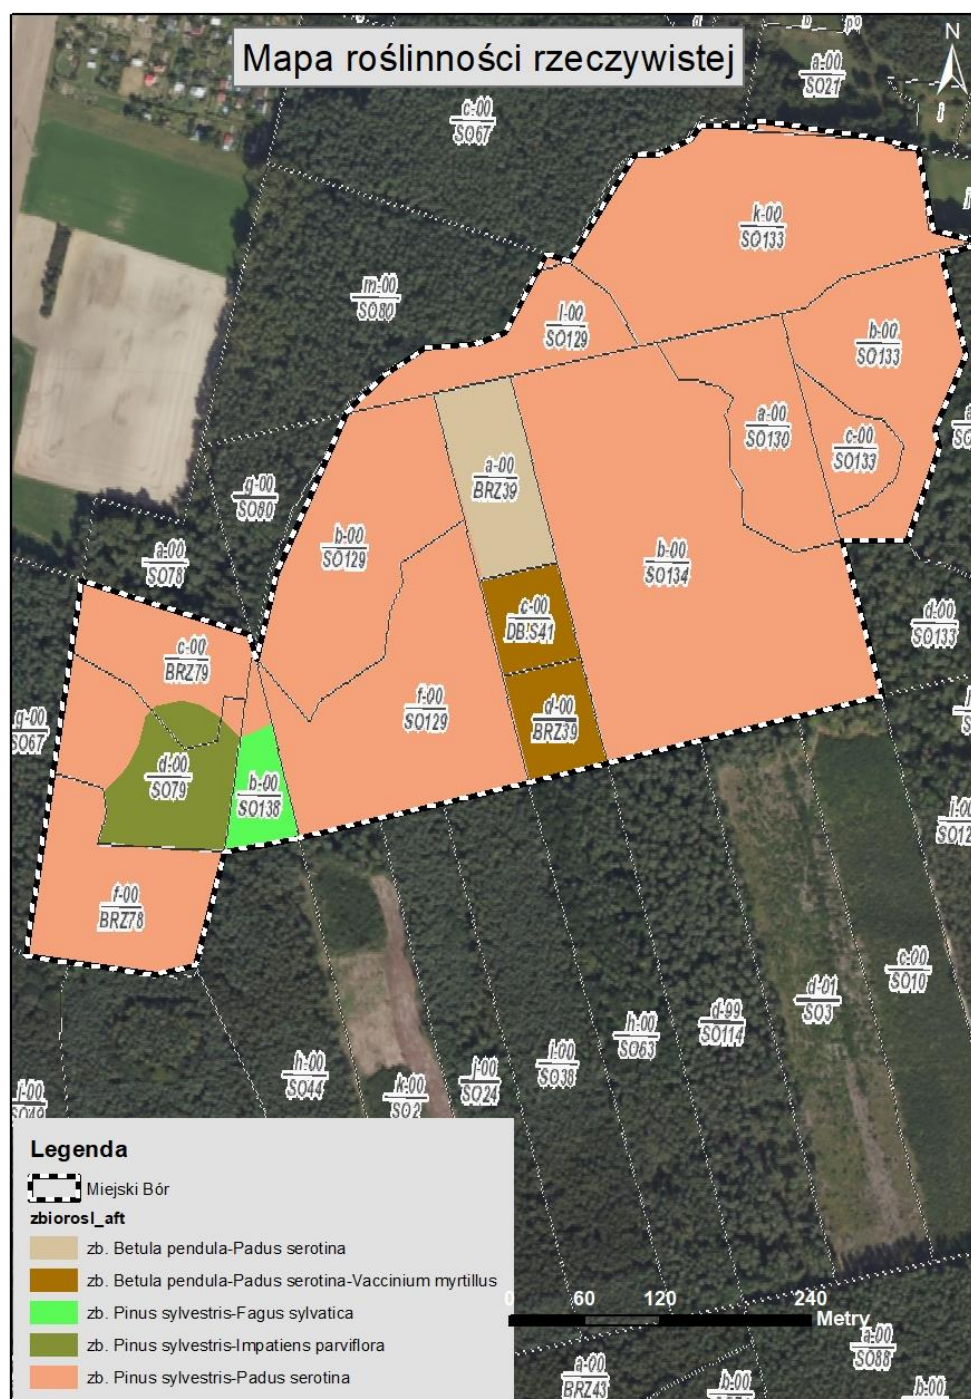 Mapa roślinności rzeczywistej
N
a-00
SO21
c-00
SO67
k-00
SO133
m-00
SO80
l-00
SO129
b-00
SO133
a-00
SO130
c-00
SO133
a-00
BRZ39
g-00
SO80
b-00
SO129
b-00
SO134
a-00
SO78
c-00
DB.S41
d-00
SO133
c-00
BRZ79
f-00
SO129
d-00
BRZ39
g-00
SO67
d-00
SO79
b-00
SO138
f-00
BRZ78
c-00
SO10
d-01
SO3
d-99
SO114
h-00
SO63
i-00
SO38
j-00
SO24
h-00
SO44
k-00
SO2
i-00
SO49
Legenda
Miejski Bór
zbiorosl_aft
zb. Betula pendula-Padus serotina
zb. Betula pendula-Padus serotina-Vaccinium myrtillus
zb. Pinus sylvestris-Fagus sylvatica
zb. Pinus sylvestris-Impatiens parviflora
zb. Pinus sylvestris-Padus serotina
0 60 120 240
Metry
a-00
SO88
a-00
BRZ43
b-00
b-00